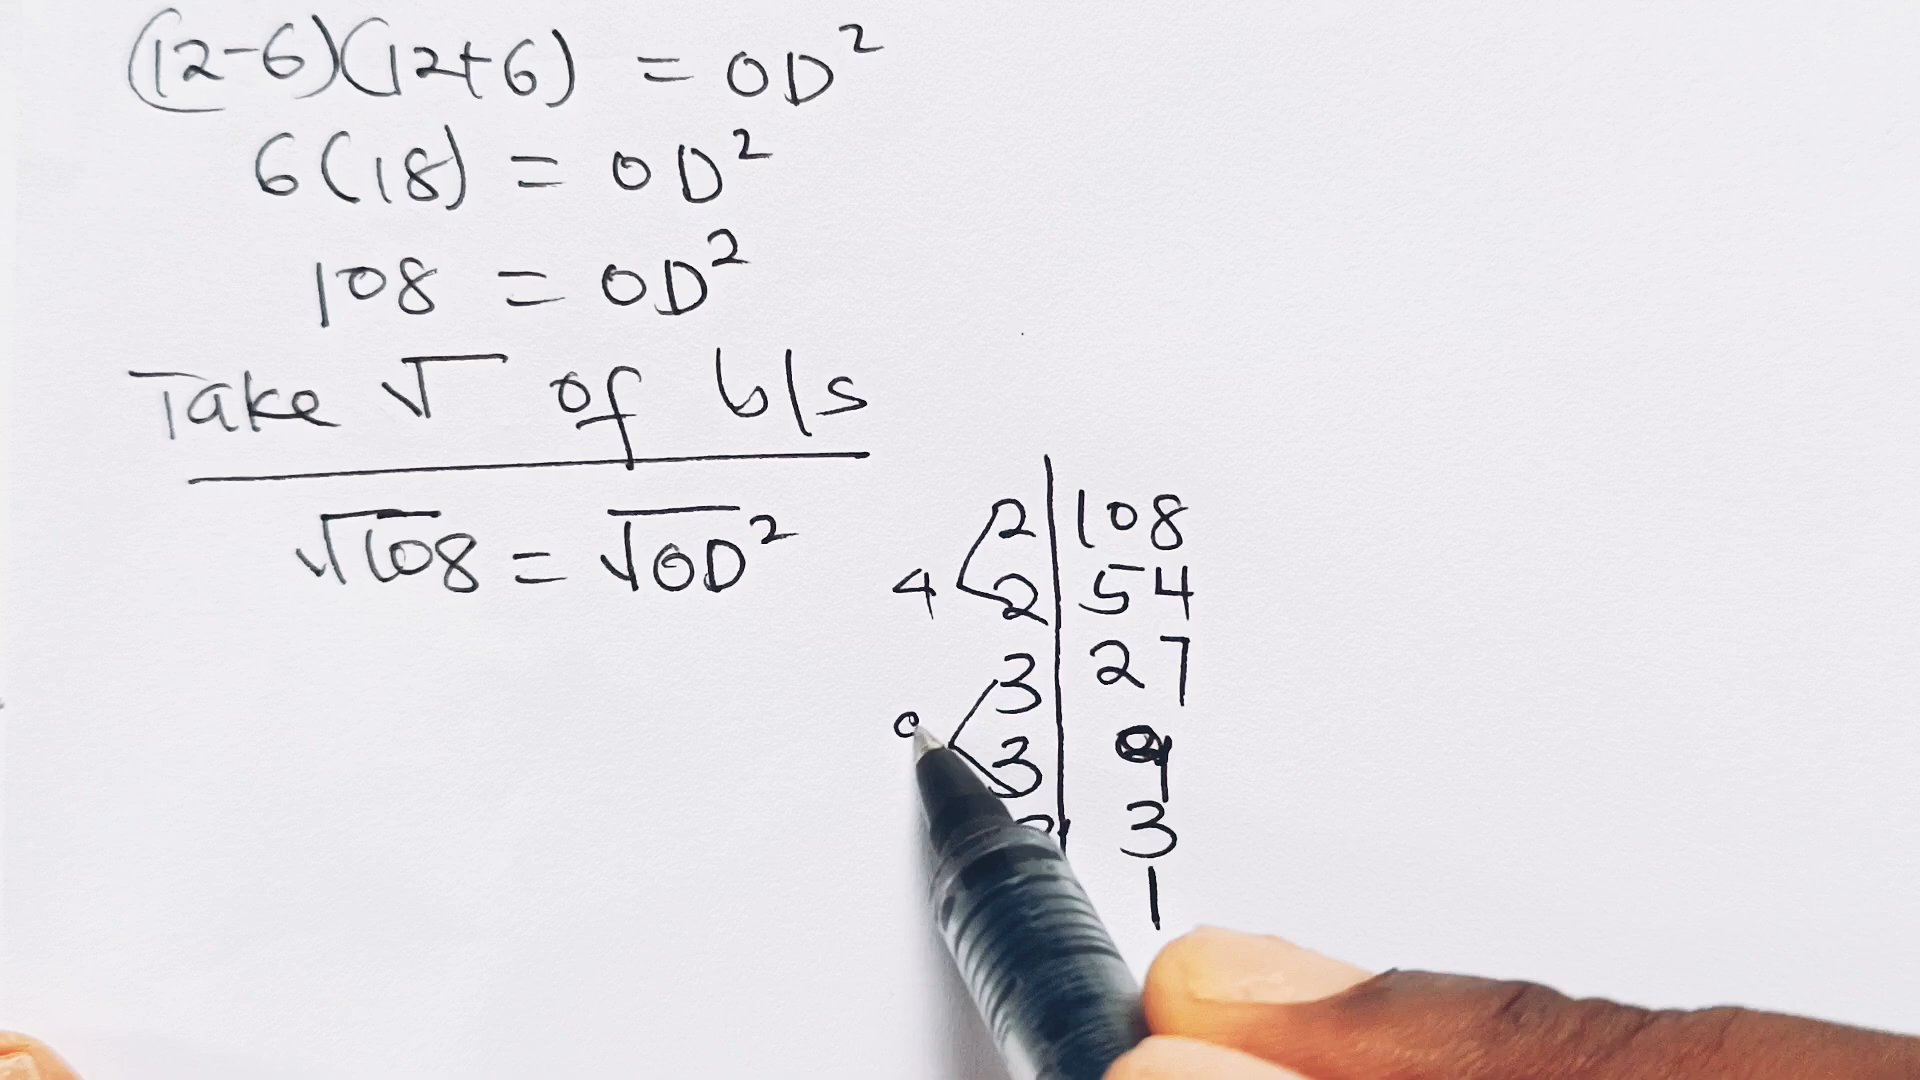 (12-6)(12+6) = OD²
6(18) = OD²
108 = OD²
Take √ of b/s
√108 = √OD²
2 | 108
4 2 | 54
3 | 27
3 | 9
3
1